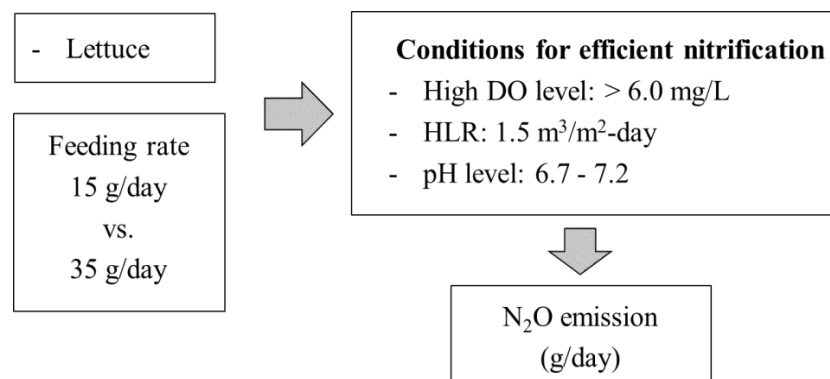 - Lettuce
Feeding rate
15 g/day
vs.
35 g/day
Conditions for efficient nitrification
- High DO level: > 6.0 mg/L
- HLR: 1.5 m³/m²-day
- pH level: 6.7 - 7.2
N₂O emission
(g/day)